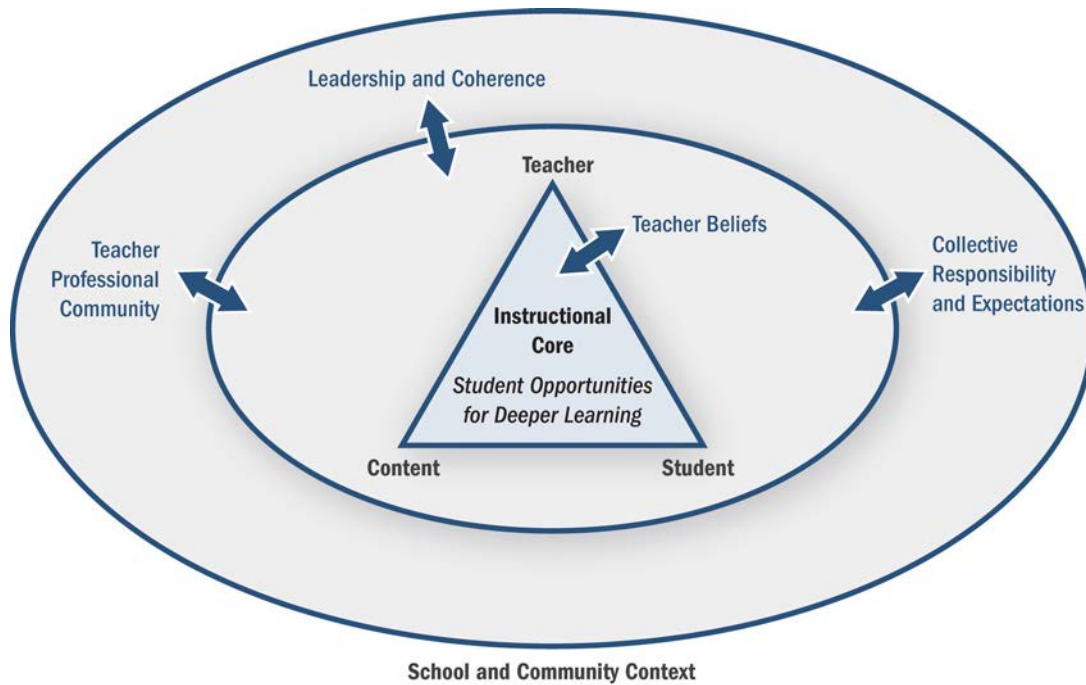 Leadership and Coherence
Teacher
Teacher Beliefs
Teacher
Professional
Community
Collective
Responsibility
and Expectations
Instructional
Core
Student Opportunities
for Deeper Learning
Content
Student
School and Community Context